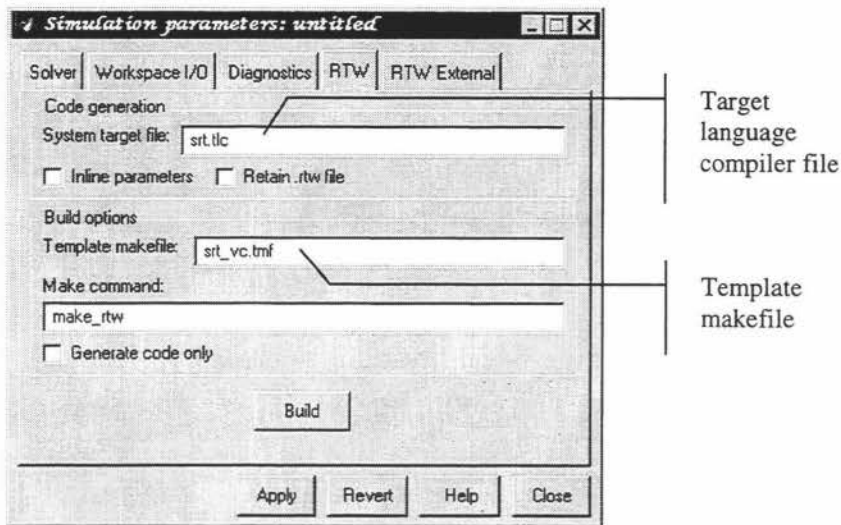 Simulation parameters: untitled
Solver Workspace I/O Diagnostics RTW RTW External
Code generation
System target file: srt.tlc
Inline parameters Retain .rtw file
Build options
Template makefile: srt_vc.tmf
Make command:
make_rtw
Generate code only
Build
Apply Revert Help Close
Target
language
compiler file
Template
makefile